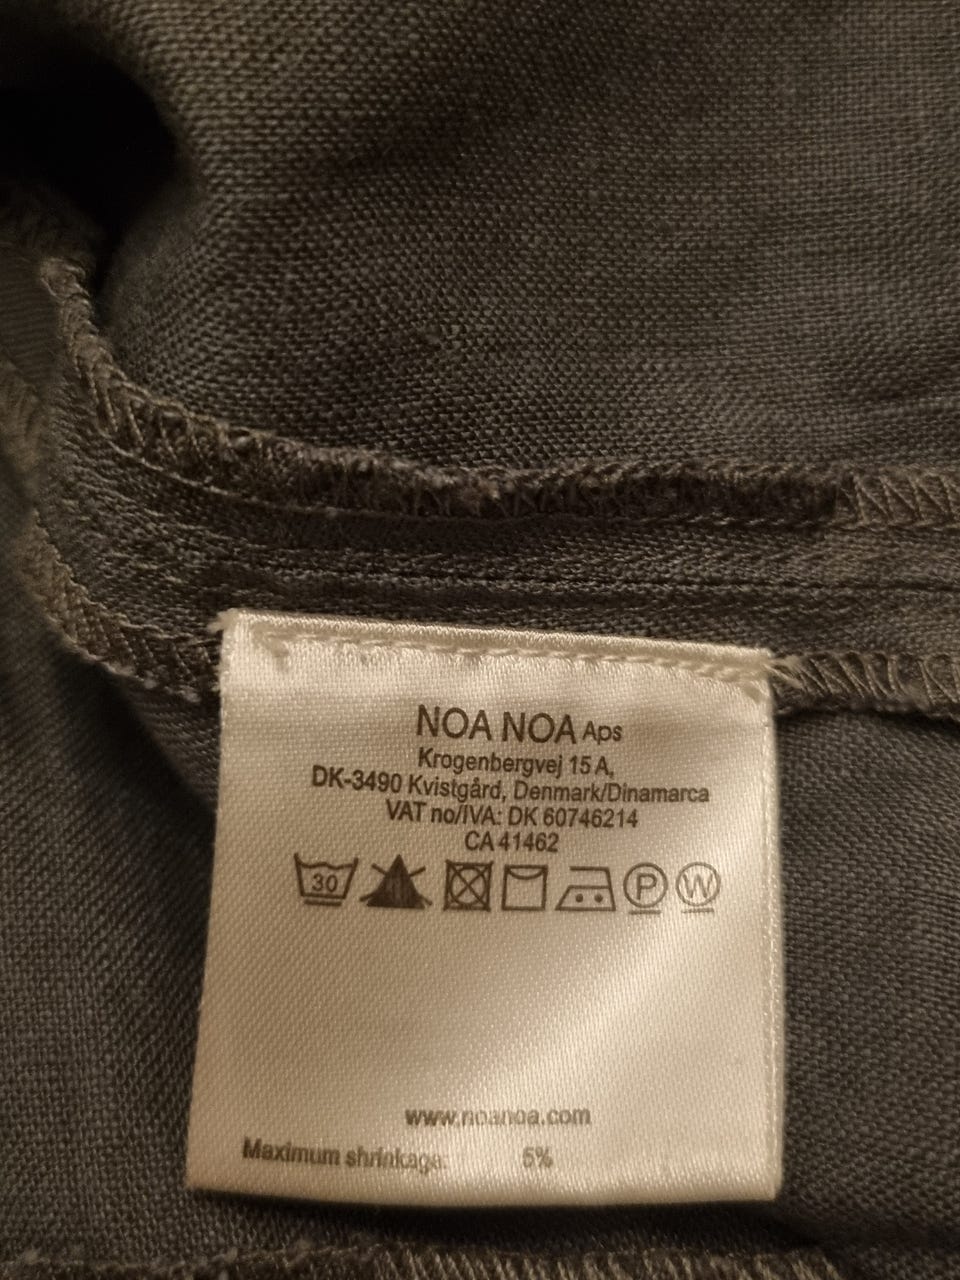 NOA NOA Aps
Krogenbergvej 15 A,
DK-3490 Kvistgård, Denmark/Dinamarca
VAT no/IVA: DK 60746214
CA 41462
30
P W
www.noanoa.com
Maximum shrinkage: 5%